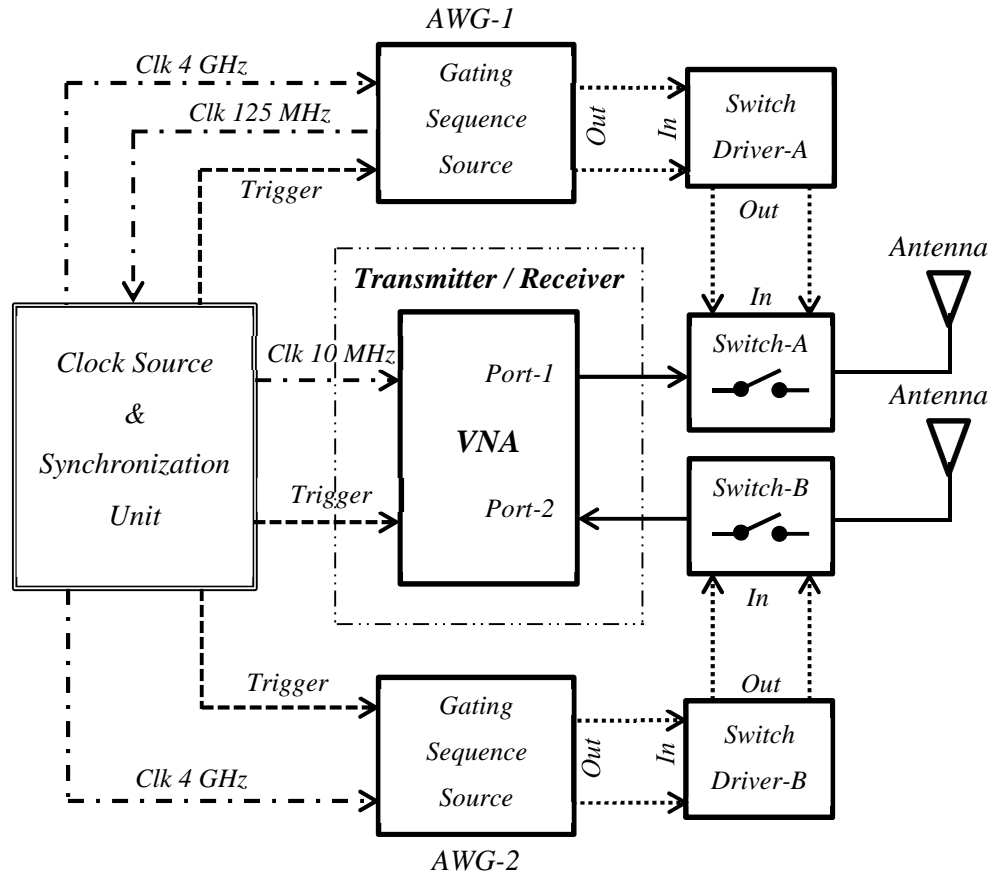 AWG-1
Clk 4 GHz
Clk 125 MHz
Trigger
Gating
Sequence
Source
Out
In
Switch
Driver-A
Out
In
Switch-A
Antenna
Transmitter / Receiver
Clock Source
&
Synchronization
Unit
Clk 10 MHz
Trigger
Port-1
VNA
Port-2
Antenna
Switch-B
In
Out
Trigger
Clk 4 GHz
Gating
Sequence
Source
Out
In
Switch
Driver-B
AWG-2